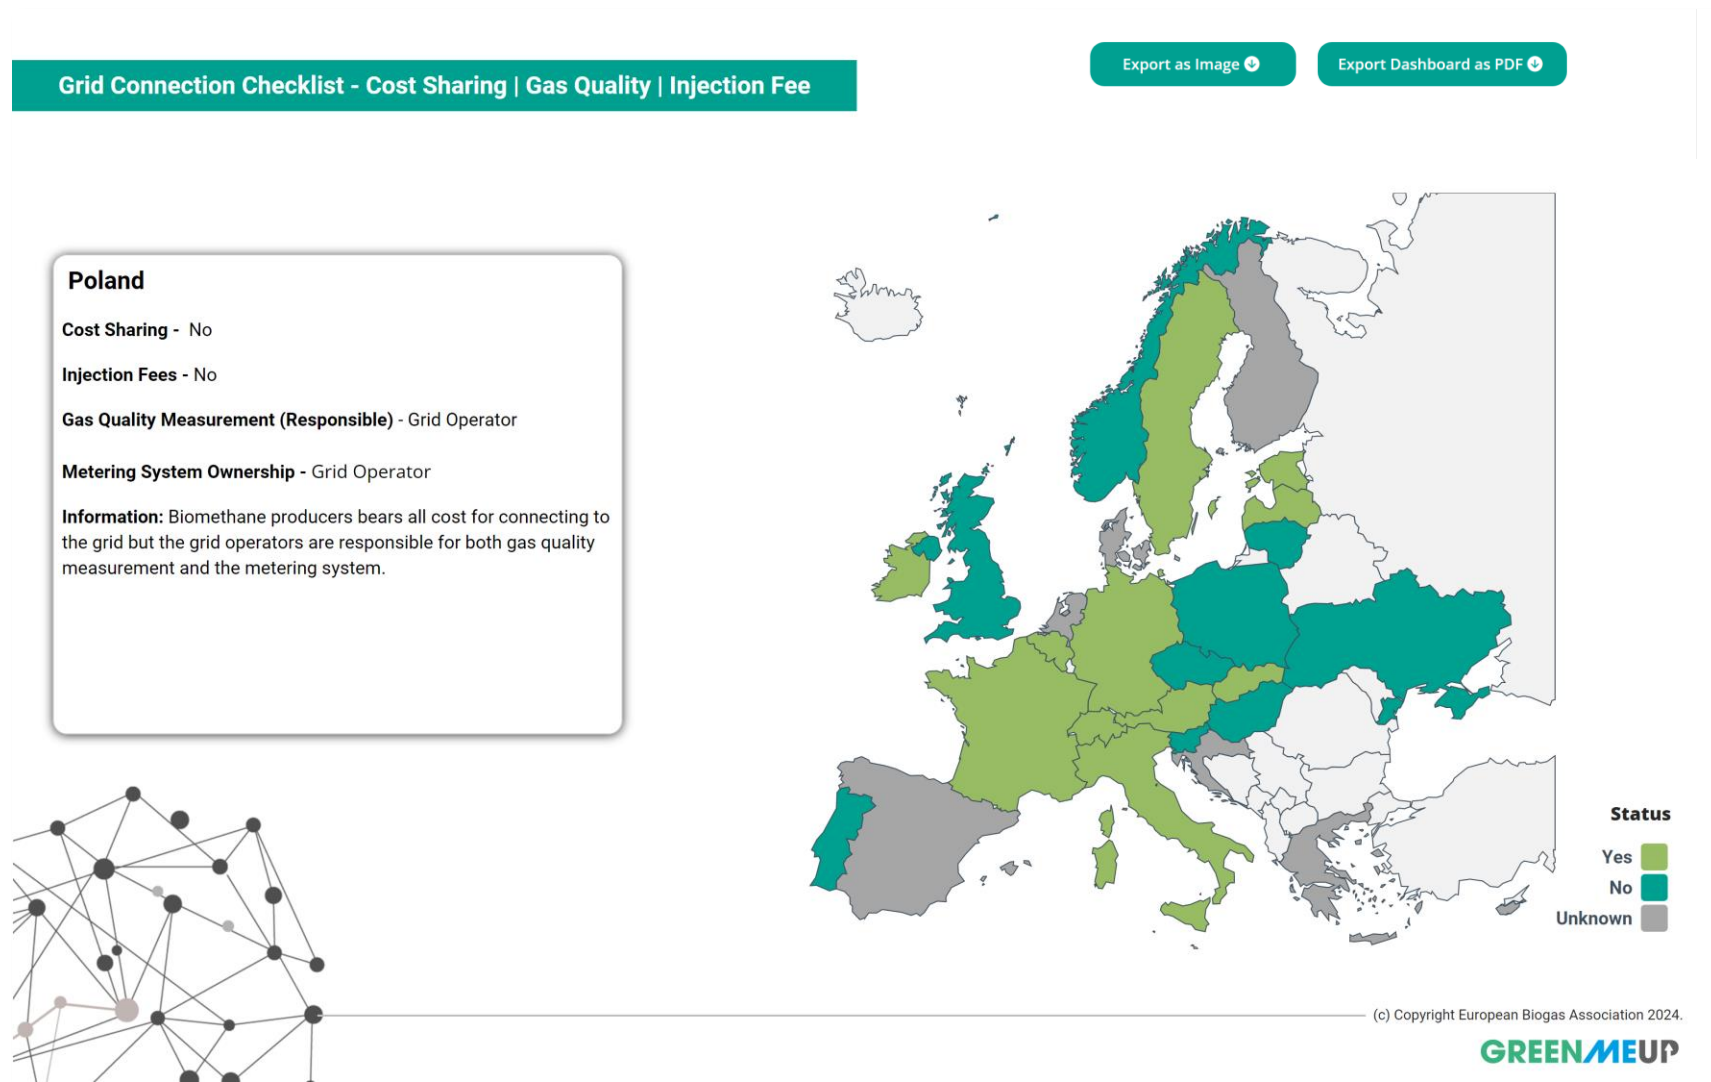 Export as Image
Export Dashboard as PDF
Grid Connection Checklist - Cost Sharing | Gas Quality | Injection Fee
Poland
Cost Sharing - No
Injection Fees - No
Gas Quality Measurement (Responsible) - Grid Operator
Metering System Ownership - Grid Operator
Information: Biomethane producers bears all cost for connecting to
the grid but the grid operators are responsible for both gas quality
measurement and the metering system.
Status
Yes
No
Unknown
(c) Copyright European Biogas Association 2024.
GREENMEUP